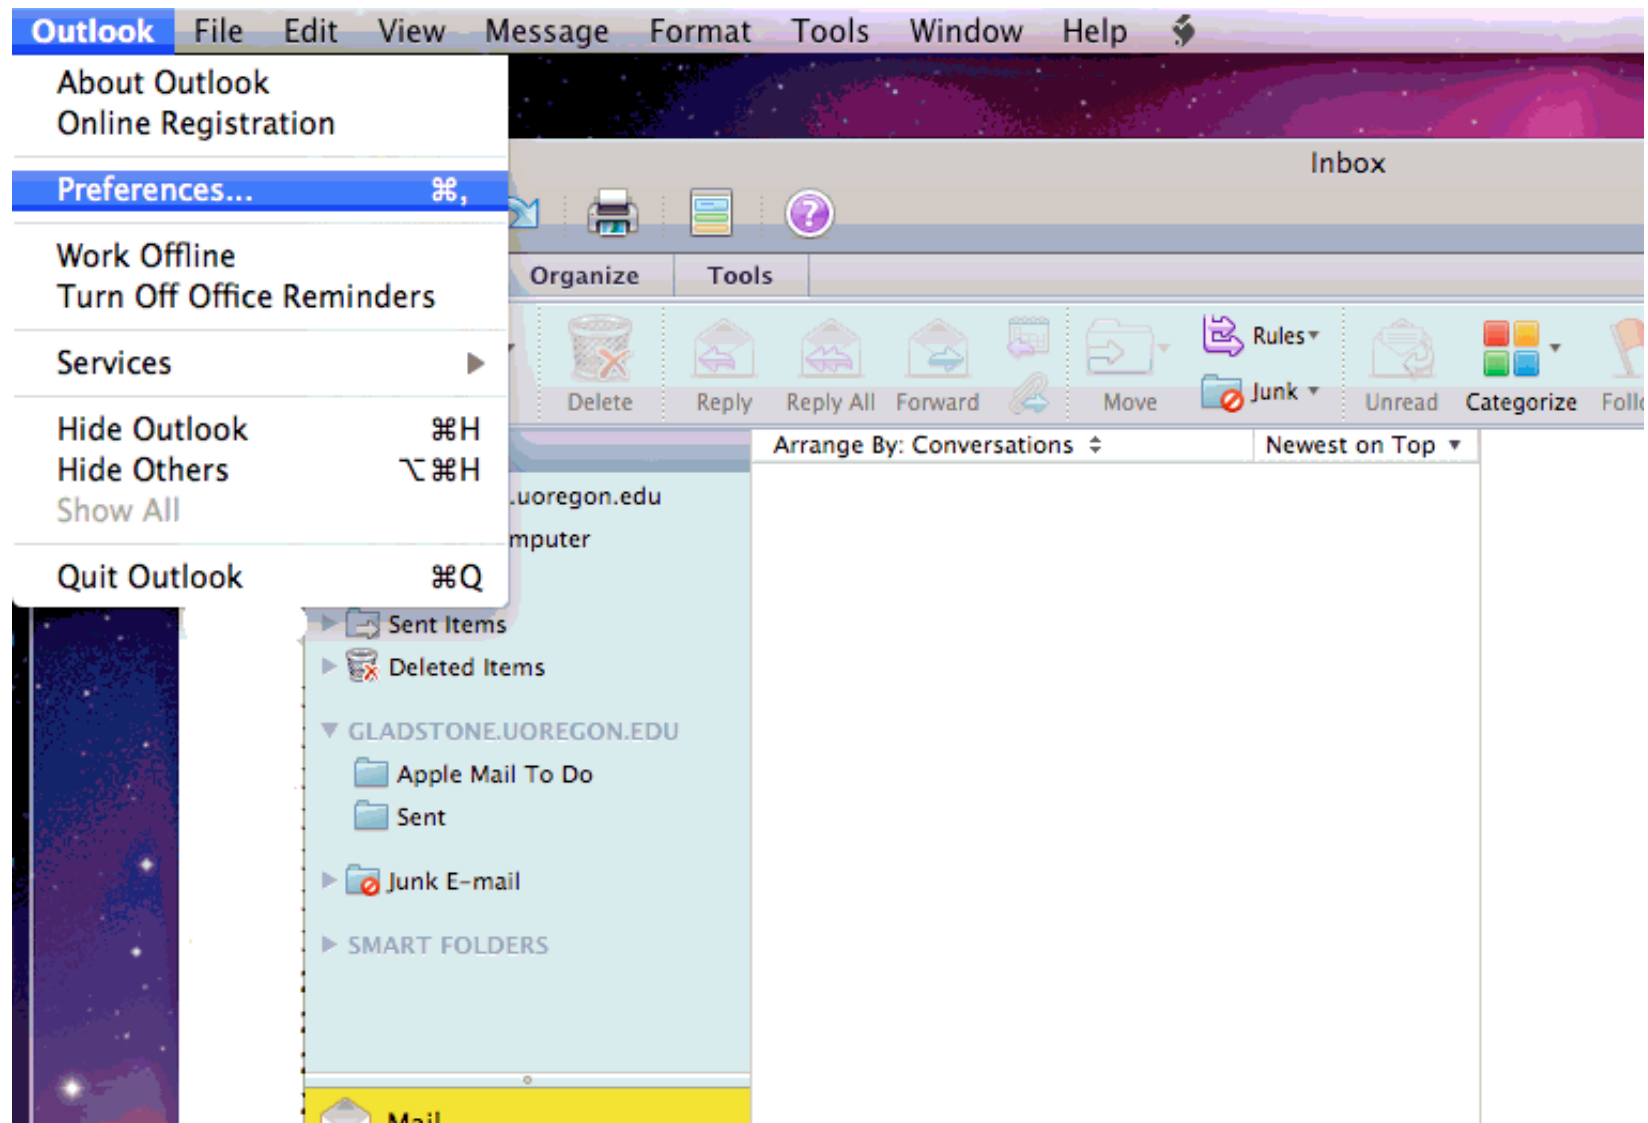 Outlook File Edit View Message Format Tools Window Help
About Outlook
Online Registration
Preferences... ⌘,
Work Offline
Turn Off Office Reminders
Services
Hide Outlook ⌘H
Hide Others ⌥⌘H
Show All
Quit Outlook ⌘Q
Inbox
Organize Tools
Delete Reply Reply All Forward Move Rules Junk Unread Categorize
Arrange By: Conversations Newest on Top
.uoregon.edu
mputer
Sent Items
Deleted Items
GLADSTONE.UOREGON.EDU
Apple Mail To Do
Sent
Junk E-mail
SMART FOLDERS
Mail